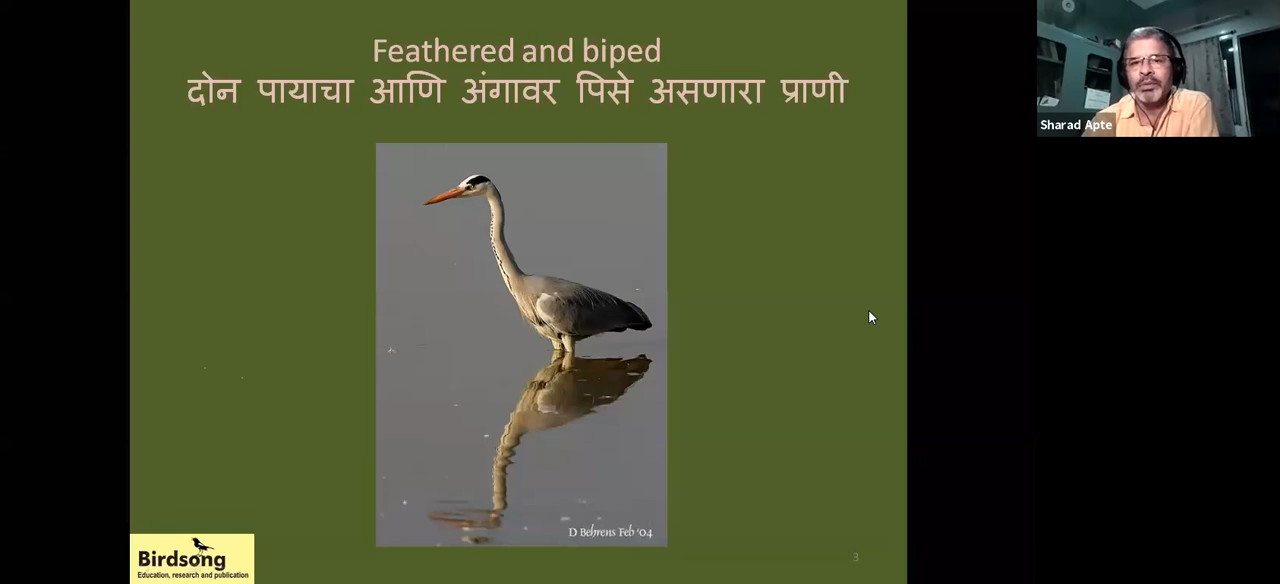 Feathered and biped
दोन पायाचा आणि अंगावर पिसे असणारा प्राणी
Sharad Apte
D Behrens Feb '04
Birdsong
Education, research and publication
3